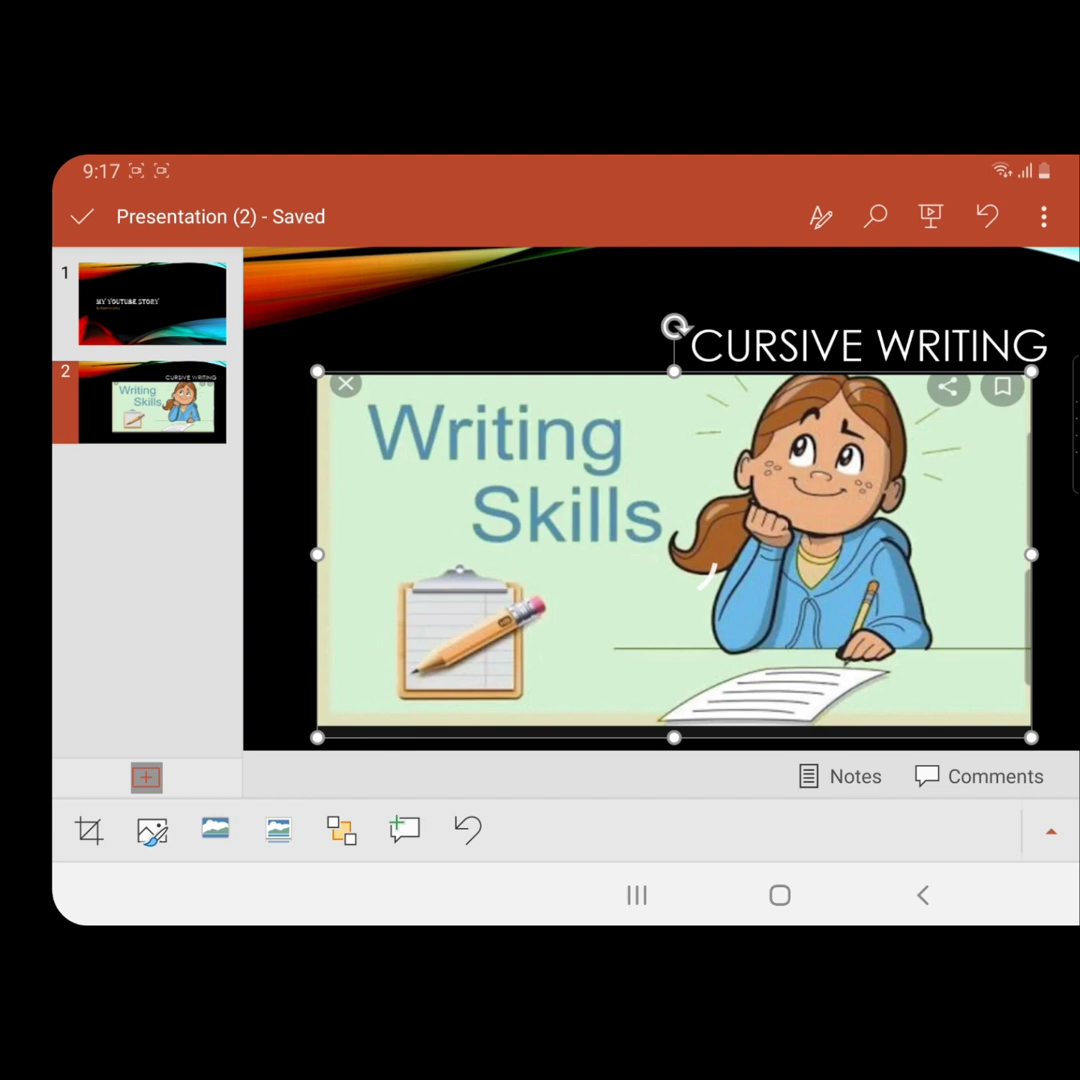 9:17
Presentation (2) - Saved
1
MY YOUTUBE STORY
2
CURSIVE WRITING
Writing
Skills
CURSIVE WRITING
Writing
Skills
Notes
Comments